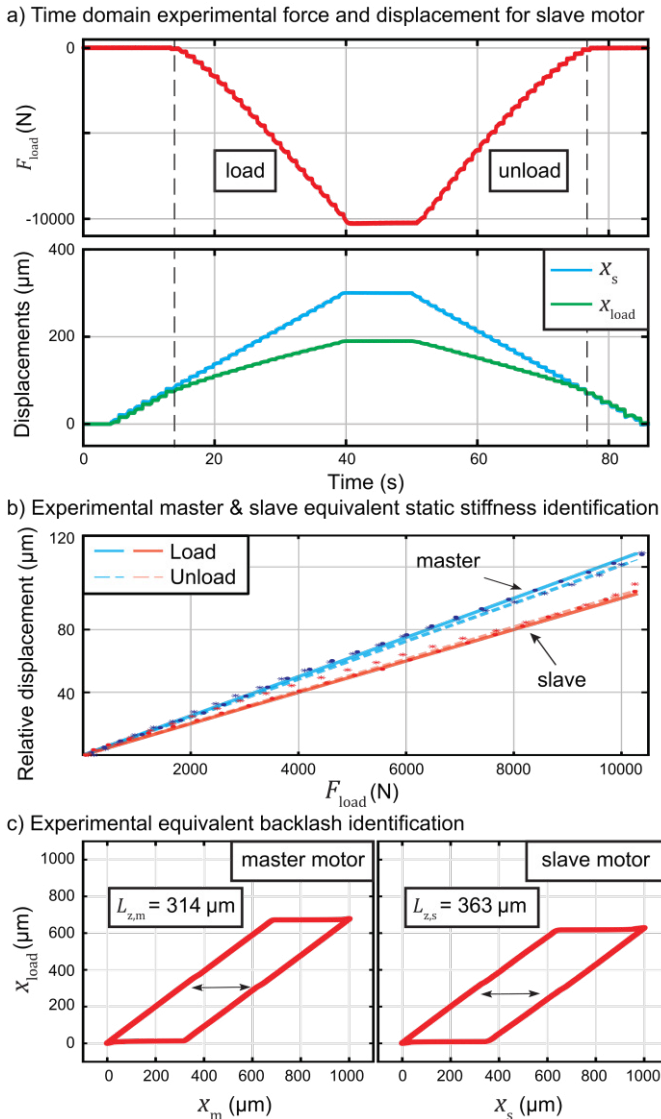 a) Time domain experimental force and displacement for slave motor
0
F_load (N)
load
unload
-10000
400
Displacements (μm)
x_s
x_load
200
0
0 20 40 60 80
Time (s)
b) Experimental master & slave equivalent static stiffness identification
120
Load
Unload
master
Relative displacement (μm)
80
slave
40
2000 4000 6000 8000 10000
F_load (N)
c) Experimental equivalent backlash identification
1000
master motor
slave motor
800
L_z,m = 314 μm
L_z,s = 363 μm
600
x_load (μm)
400
200
0
0 200 400 600 800 1000
0 200 400 600 800 1000
x_m (μm)
x_s (μm)